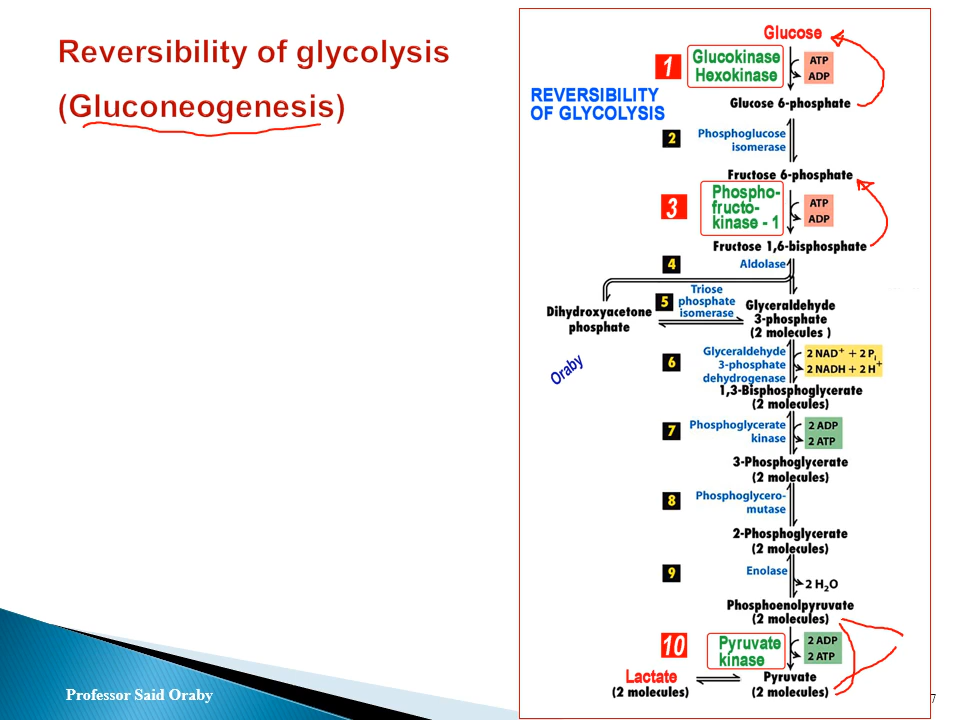 Reversibility of glycolysis
(Gluconeogenesis)
REVERSIBILITY
OF GLYCOLYSIS
Glucose
1
Glucokinase
Hexokinase
ATP
ADP
Glucose 6-phosphate
2
Phosphoglucose
isomerase
Fructose 6-phosphate
3
Phospho-
fructo-
kinase - 1
ATP
ADP
Fructose 1,6-bisphosphate
4
Aldolase
5
Triose
phosphate
isomerase
Dihydroxyacetone
phosphate
Glyceraldehyde
3-phosphate
(2 molecules )
Oraby
6
Glyceraldehyde
3-phosphate
dehydrogenase
2 NAD+ + 2 Pi
2 NADH + 2 H+
1,3-Bisphosphoglycerate
(2 molecules)
7
Phosphoglycerate
kinase
2 ADP
2 ATP
3-Phosphoglycerate
(2 molecules)
8
Phosphoglycero-
mutase
2-Phosphoglycerate
(2 molecules)
9
Enolase
2 H2O
Phosphoenolpyruvate
(2 molecules)
10
Pyruvate
kinase
2 ADP
2 ATP
Lactate
(2 molecules)
Pyruvate
(2 molecules)
Professor Said Oraby
7